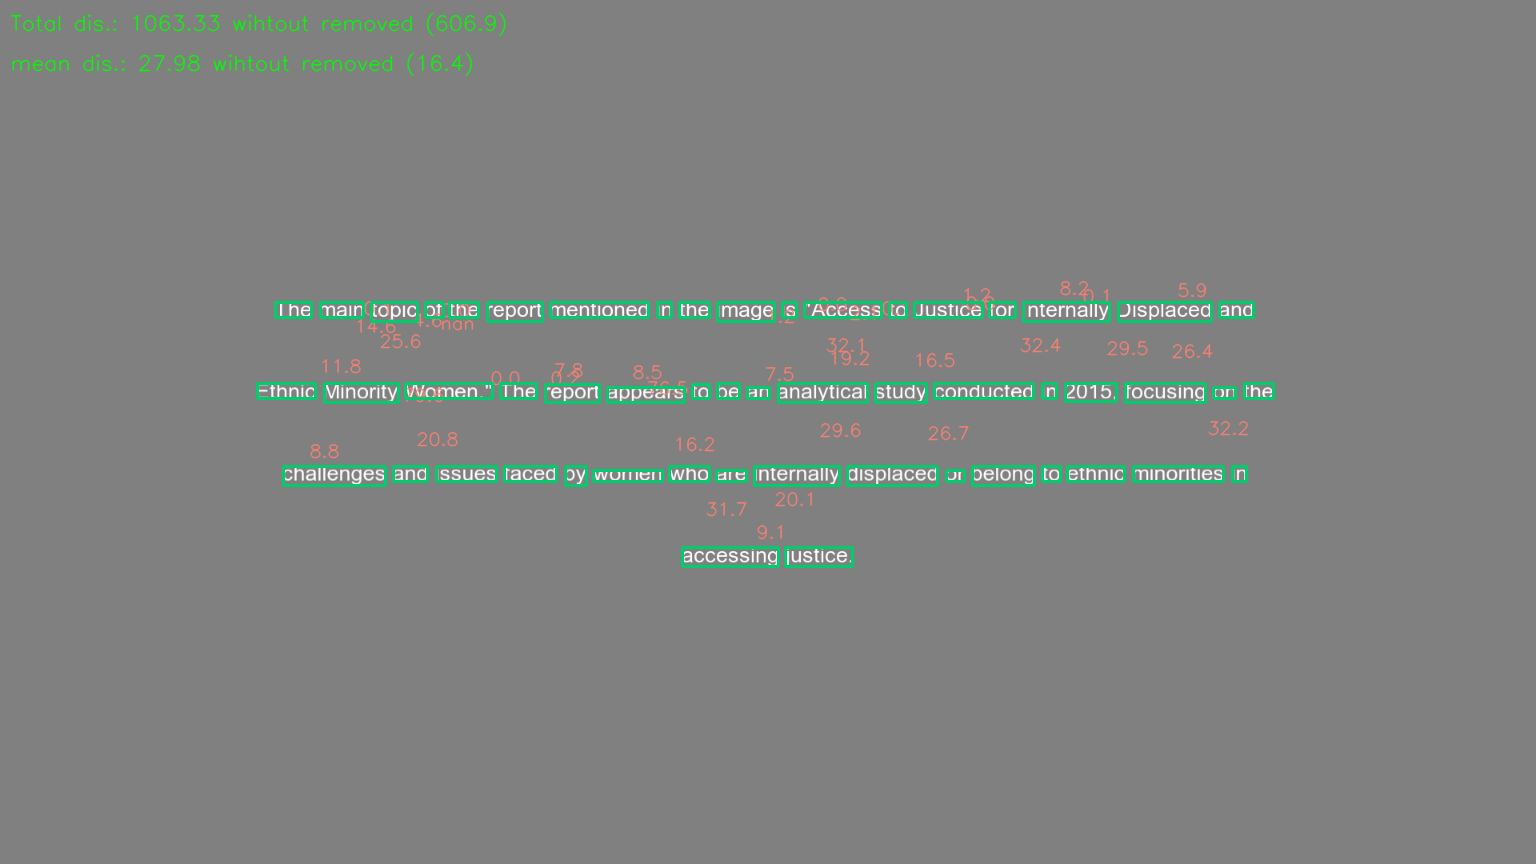 Total dis.: 1063.33 wihtout removed (606.9)
mean dis.: 27.98 wihtout removed (16.4)
8.2 0.1 5.9
1.2
The main topic of the report mentioned in the image is "Access to Justice for Internally Displaced and
14.6 4.6 nan
25.6 32.1 32.4 29.5 26.4
19.2 16.5
11.8 7.8 8.5 7.5
0.0 0.2
Ethnic Minority Women." The report appears to be an analytical study conducted in 2015, focusing on the
20.8 29.6 26.7 32.2
8.8 16.2
challenges and issues faced by women who are internally displaced or belong to ethnic minorities in
31.7 20.1
9.1
accessing justice.